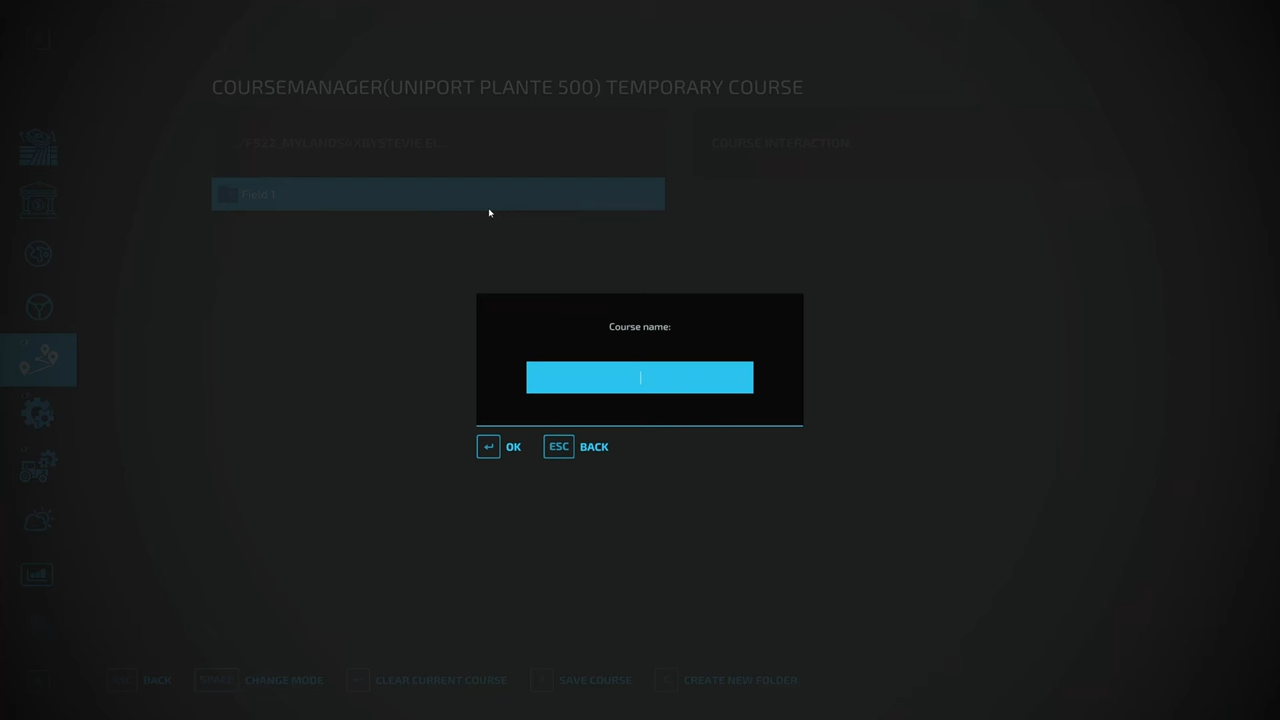 COURSEMANAGER(UNIPORT PLANTE 500) TEMPORARY COURSE
COURSE INTERACTION
Field 1
Course name:
OK
ESC BACK
BACK
CHANGE MODE
CLEAR CURRENT COURSE
SAVE COURSE
CREATE NEW FOLDER